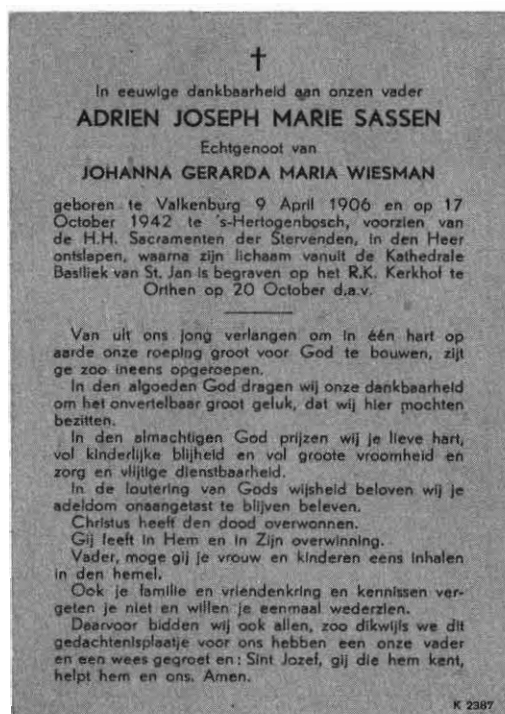 In eeuwige dankbaarheid aan onzen vader
ADRIEN JOSEPH MARIE SASSEN
Echtgenoot van
JOHANNA GERARDA MARIA WIESMAN
geboren te Valkenburg 9 April 1906 en op 17
October 1942 te 's-Hertogenbosch, voorzien van
de H.H. Sacramenten der Stervenden, in den Heer
ontslapen, waarna zijn lichaam vanuit de Kathedrale
Basiliek van St. Jan is begraven op het R.K. Kerkhof te
Orthen op 20 October d.a.v.
Van uit ons jong verlangen om in één hart op
aarde onze roeping groot voor God te bouwen, zijt
ge zoo ineens opgeroepen.
In den algoeden God dragen wij onze dankbaarheid
om het onvertelbaar groot geluk, dat wij hier mochten
bezitten.
In den almachtigen God prijzen wij je lieve hart,
vol kinderlijke blijheid en vol groote vroomheid en
zorg en vlijtige dienstbaarheid.
In de loutering van Gods wijsheid beloven wij je
adeldom onaangetast te blijven beleven.
Christus heeft den dood overwonnen.
Gij leeft in Hem en in Zijn overwinning.
Vader, moge gij je vrouw en kinderen eens inhalen
in den hemel.
Ook je familie en vriendenkring en kennissen ver-
geten je niet en willen je eenmaal wederzien.
Daarvoor bidden wij ook allen, zoo dikwijls we dit
gedachtenisplaatje voor ons hebben een onze vader
en een wees gegroet en: Sint Jozef, gij die hem kent,
helpt hem en ons. Amen.
K 2387